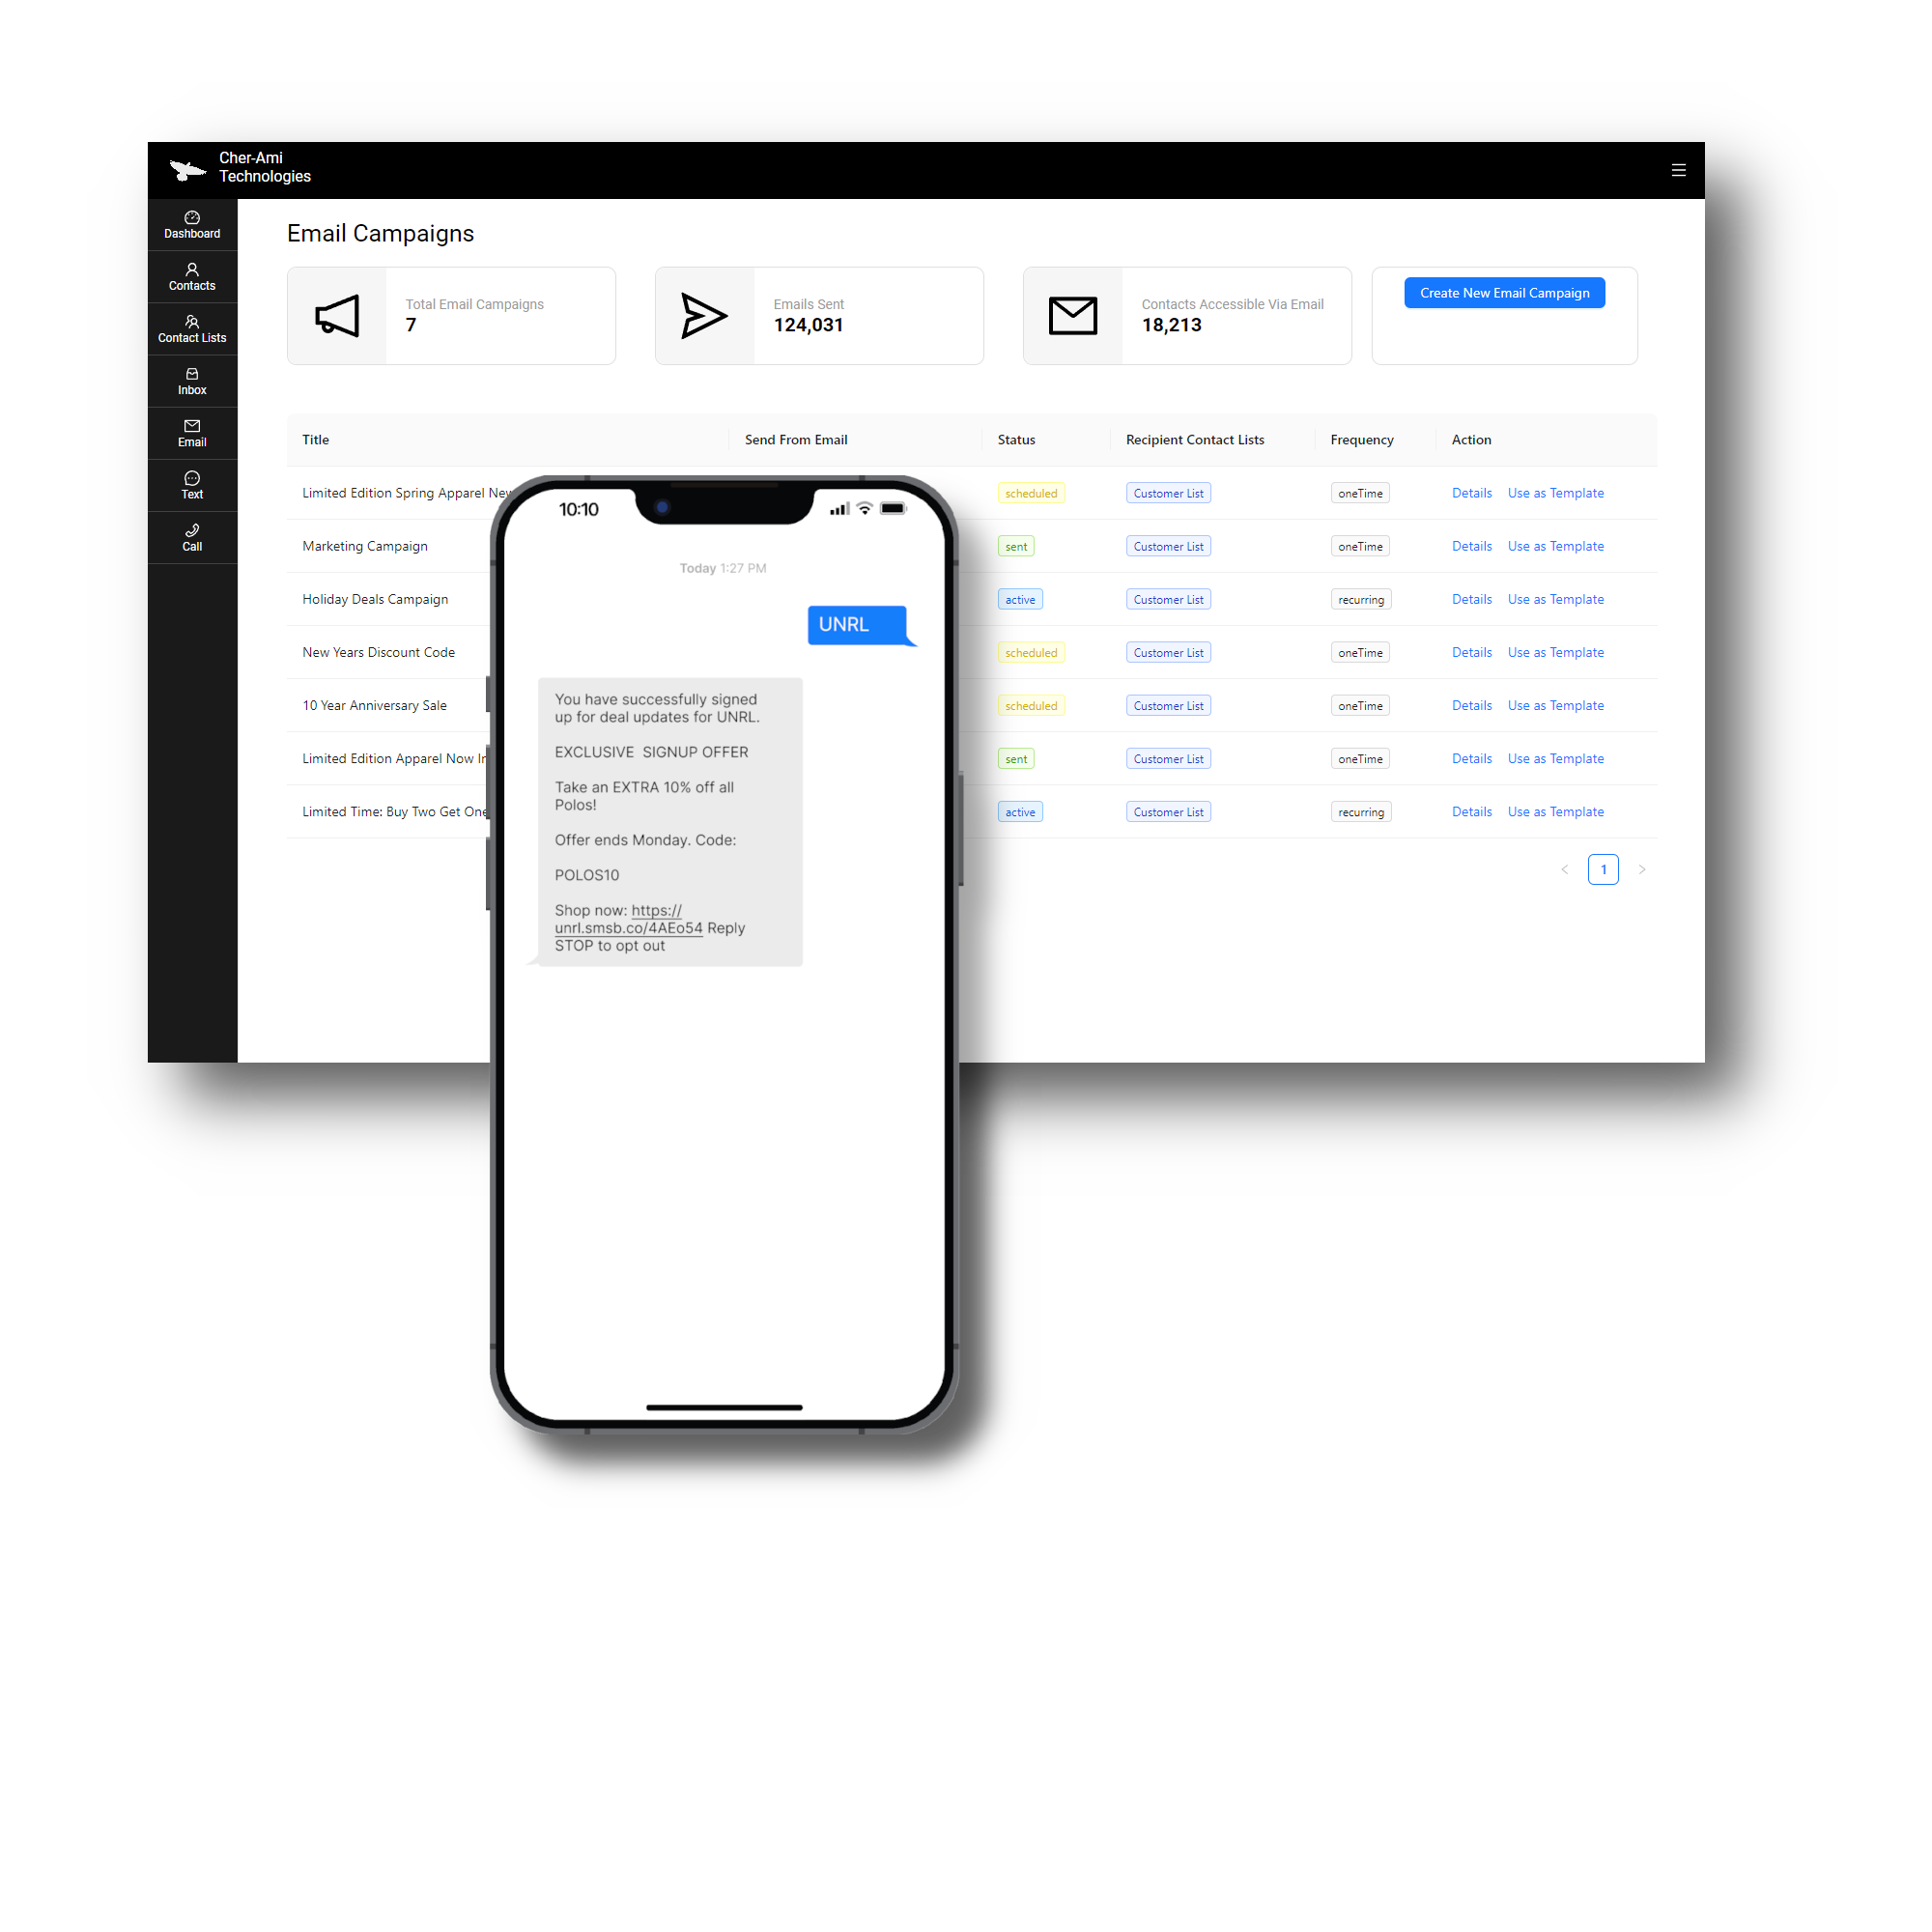 Cher-Ami
Technologies
Dashboard
Contacts
Contact Lists
Inbox
Email
Text
Call
Email Campaigns
Total Email Campaigns
7
Emails Sent
124,031
Contacts Accessible Via Email
18,213
Create New Email Campaign
Title Send From Email Status Recipient Contact Lists Frequency Action
Limited Edition Spring Apparel scheduled Customer List oneTime Details Use as Template
Marketing Campaign sent Customer List oneTime Details Use as Template
Holiday Deals Campaign active Customer List recurring Details Use as Template
New Years Discount Code scheduled Customer List oneTime Details Use as Template
10 Year Anniversary Sale scheduled Customer List oneTime Details Use as Template
Limited Edition Apparel Now sent Customer List oneTime Details Use as Template
Limited Time: Buy Two Get One active Customer List recurring Details Use as Template
< 1 >
10:10
Today 1:27 PM
UNRL
You have successfully signed
up for deal updates for UNRL.
EXCLUSIVE SIGNUP OFFER
Take an EXTRA 10% off all
Polos!
Offer ends Monday. Code:
POLOS10
Shop now: https://
unrl.smsb.co/4AEo54 Reply
STOP to opt out